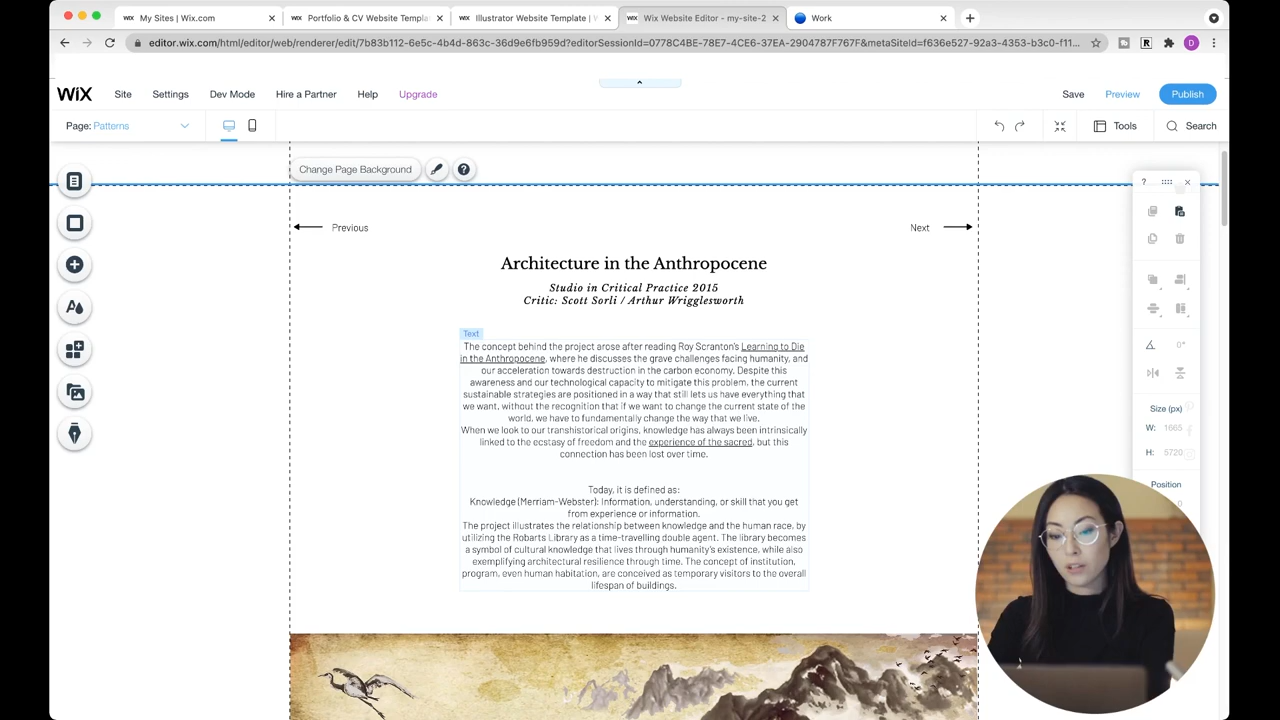 WiX My Sites | Wix.com
WiX Portfolio & CV Website Templa
WiX Illustrator Website Template | W
WiX Wix Website Editor - my-site-2
Work
editor.wix.com/html/editor/web/renderer/edit/7b83b112-6e5c-4b4d-863c-36d9e6fb959d?editorSessionId=0778C4BE-78E7-4CE6-37EA-2904787F767F&metaSiteId=f636e527-92a3-4353-b3c0-f11...
R
D
WiX Site Settings Dev Mode Hire a Partner Help Upgrade Save Preview Publish
Page: Patterns Tools Search
Change Page Background ?
?
Previous Next
Architecture in the Anthropocene
Studio in Critical Practice 2015
Critic: Scott Sorli / Arthur Wrigglesworth
Text
The concept behind the project arose after reading Roy Scranton's Learning to Die
in the Anthropocene, where he discusses the grave challenges facing humanity, and
our acceleration towards destruction in the carbon economy. Despite this
awareness and our technological capacity to mitigate this problem, the current
sustainable strategies are positioned in a way that still lets us have everything that
we want, without the recognition that if we want to change the current state of the
world, we have to fundamentally change the way that we live.
When we look to our transhistorical origins, knowledge has always been intrinsically
linked to the ecstasy of freedom and the experience of the sacred, but this
connection has been lost over time.
Today, it is defined as:
Knowledge (Merriam-Webster): Information, understanding, or skill that you get
from experience or information.
The project illustrates the relationship between knowledge and the human race, by
utilizing the Robarts Library as a time-travelling double agent. The library becomes
a symbol of cultural knowledge that lives through humanity's existence, while also
exemplifying architectural resilience through time. The concept of institution,
program, even human habitation, are conceived as temporary visitors to the overall
lifespan of buildings.
0°
Size (px)
W: 1665
H: 5720
Position